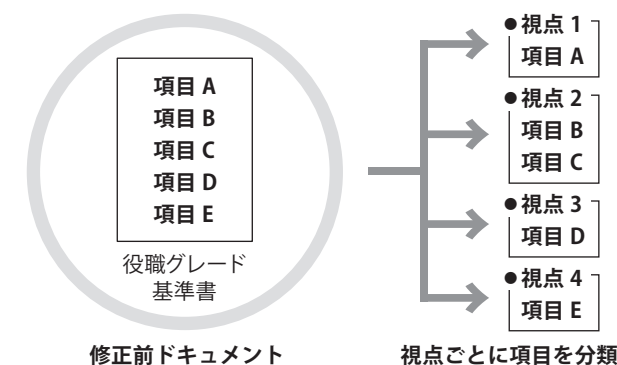 項目 A
項目 B
項目 C
項目 D
項目 E
役職グレード
基準書
修正前ドキュメント
●視点 1
項目 A
●視点 2
項目 B
項目 C
●視点 3
項目 D
●視点 4
項目 E
視点ごとに項目を分類